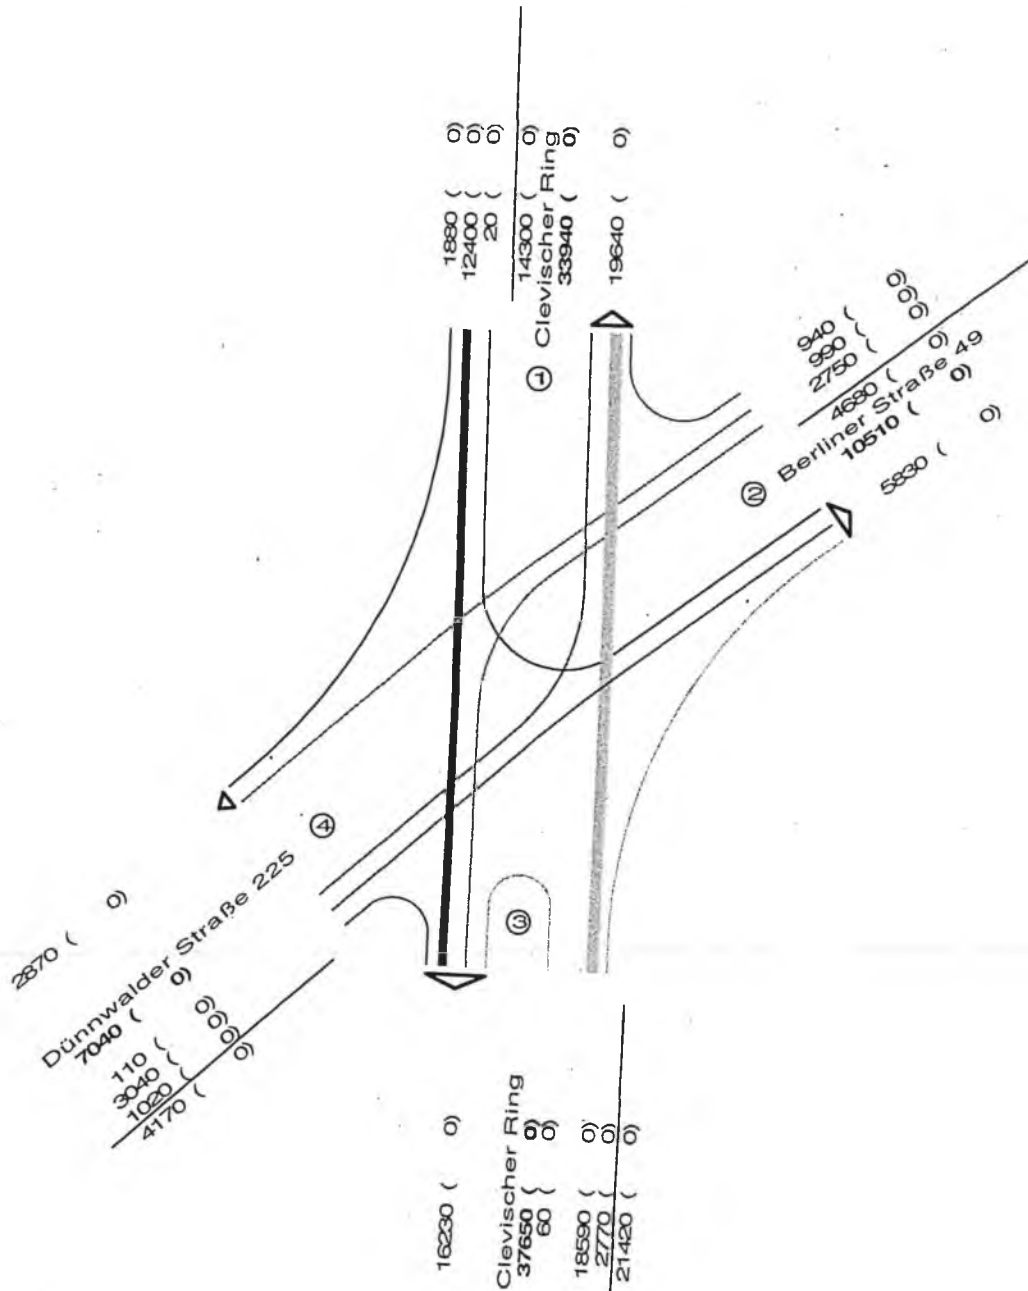 1880 ( 0)
12400 ( 0)
20 ( 0)
14300 ( 0)
① Clevischer Ring
33940 ( 0)
19640 ( 0)
940 ( 0)
990 ( 0)
2750 ( 0)
4680 ( 0)
② Berliner Straße 49
10510 ( 0)
5830 ( 0)
④
2870 ( 0)
Dünnwalder Straße 225
7040 ( 0)
110 ( 0)
3040 ( 0)
1020 ( 0)
4170 ( 0)
③
16230 ( 0)
Clevischer Ring
37650 ( 0)
60 ( 0)
18590 ( 0)
2770 ( 0)
21420 ( 0)